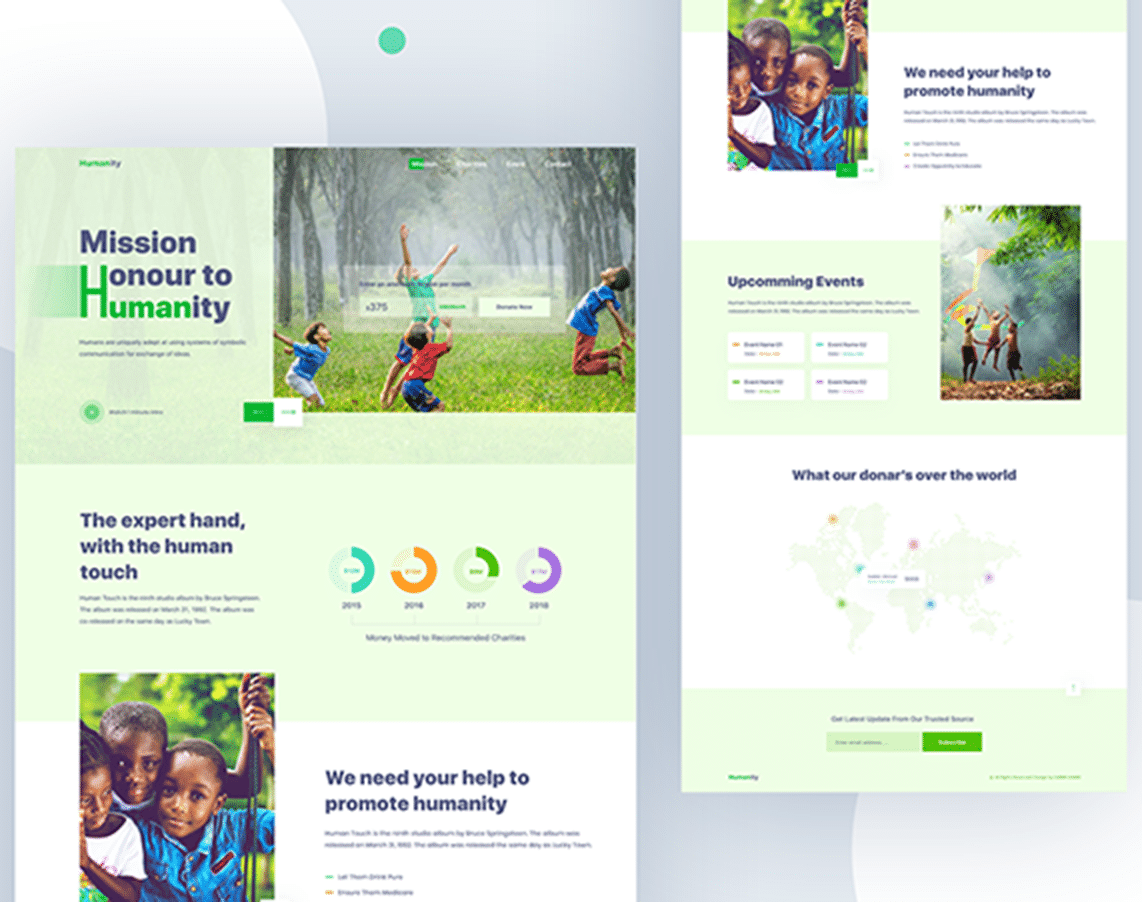 Humanity
Mission
Contact
Mission
Honour to
Humanity
Humans are uniquely adept at using systems of symbolic
communication for exchange of ideas.
Watch 1 minute intro
375
Donate Now
The expert hand,
with the human
touch
Human Touch is the ninth studio album by Bruce Springsteen.
The album was released on March 31, 1992. The album was
co-released on the same day as Lucky Town.
2015
2016
2017
2018
Money Moved to Recommended Charities
We need your help to
promote humanity
Human Touch is the ninth studio album by Bruce Springsteen. The album was
released on March 31, 1992. The album was released the same day as Lucky Town.
Let Them Drink Pure
Ensure Them Medicare
We need your help to
promote humanity
Human Touch is the ninth studio album by Bruce Springsteen. The album was
released on March 31, 1992. The album was released the same day as Lucky Town.
Let Them Drink Pure
Ensure Them Medicare
Upcomming Events
Human Touch is the ninth studio album by Bruce Springsteen. The album was
released on March 31, 1992. The album was released the same day as Lucky Town.
Event Name 01
Event Name 02
Event Name 03
Event Name 03
What our donar's over the world
Get Latest Update From Our Trusted Source
Enter email address ...
Subscribe
Humanity